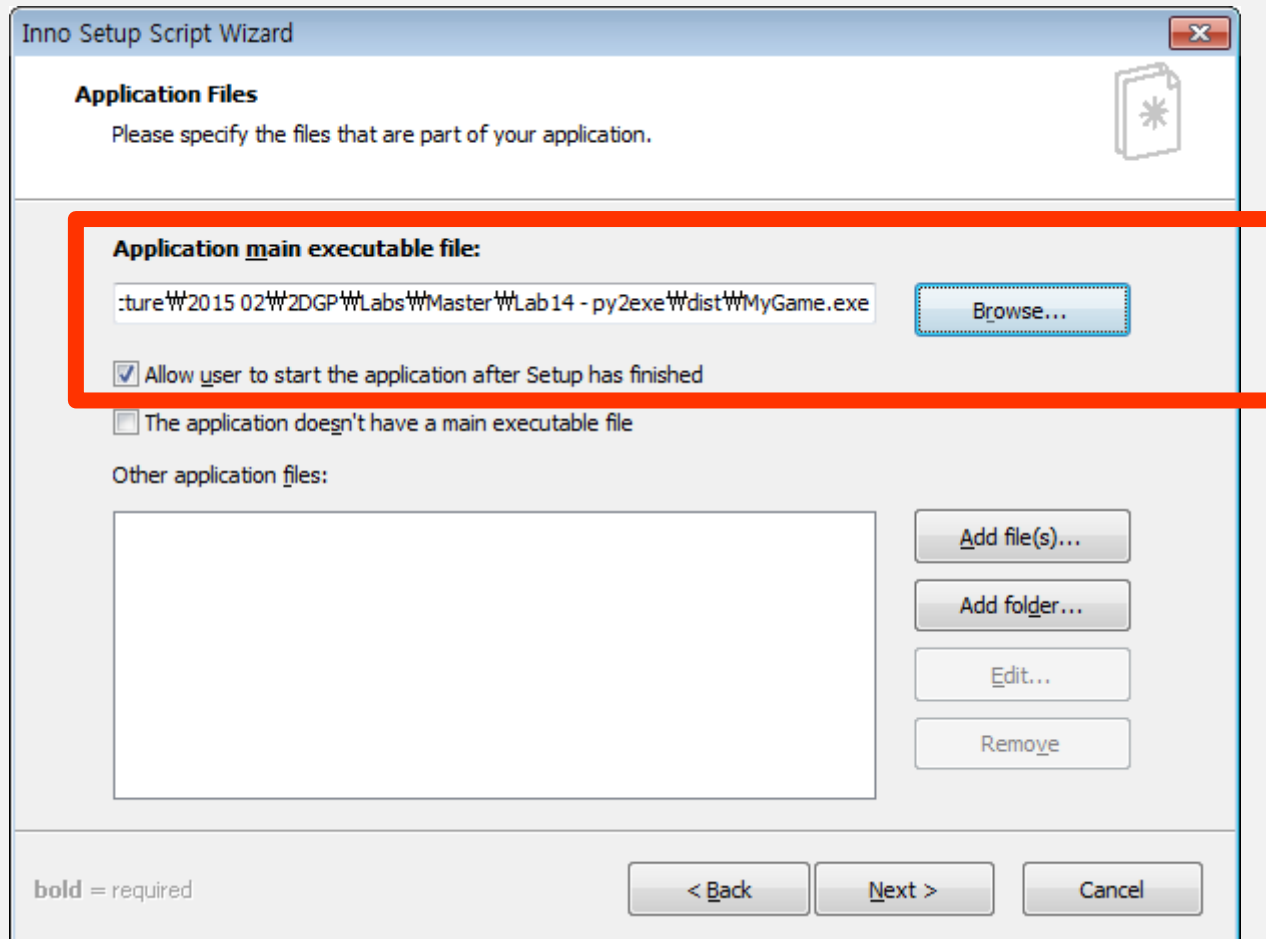 Inno Setup Script Wizard
Application Files
Please specify the files that are part of your application.
Application main executable file:
:ture₩2015 02₩2DGP₩Labs₩Master₩Lab14 - py2exe₩dist₩MyGame.exe
Browse...
Allow user to start the application after Setup has finished
The application doesn't have a main executable file
Other application files:
Add file(s)...
Add folder...
Edit...
Remove
bold = required
< Back
Next >
Cancel